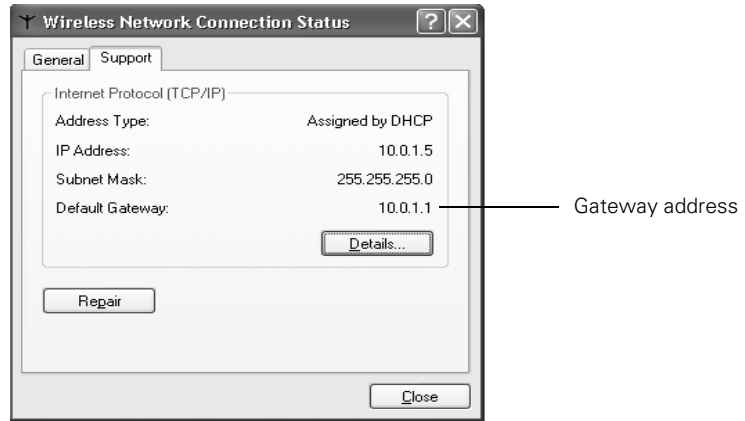 Wireless Network Connection Status
General Support
Internet Protocol (TCP/IP)
Address Type: Assigned by DHCP
IP Address: 10.0.1.5
Subnet Mask: 255.255.255.0
Default Gateway: 10.0.1.1
Gateway address
Details...
Repair
Close